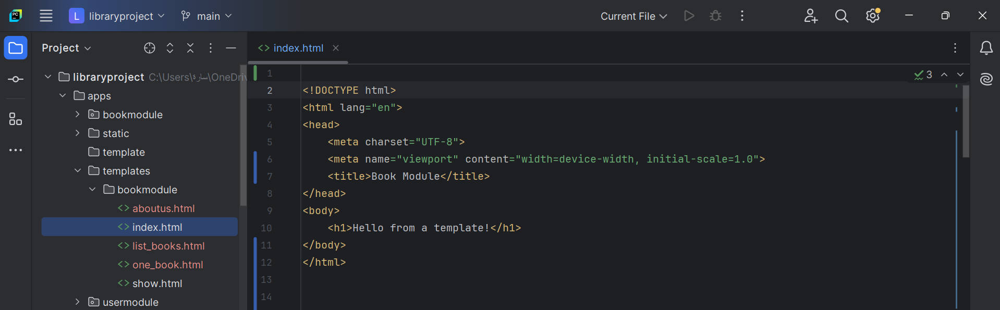 PC
L libraryproject main Current File
Project
index.html
libraryproject C:\Users\سارة\OneDriv
apps
bookmodule
static
template
templates
bookmodule
aboutus.html
index.html
list_books.html
one_book.html
show.html
usermodule
3
1
2 <!DOCTYPE html>
3 <html lang="en">
4 <head>
5 <meta charset="UTF-8">
6 <meta name="viewport" content="width=device-width, initial-scale=1.0">
7 <title>Book Module</title>
8 </head>
9 <body>
10 <h1>Hello from a template!</h1>
11 </body>
12 </html>
13
14